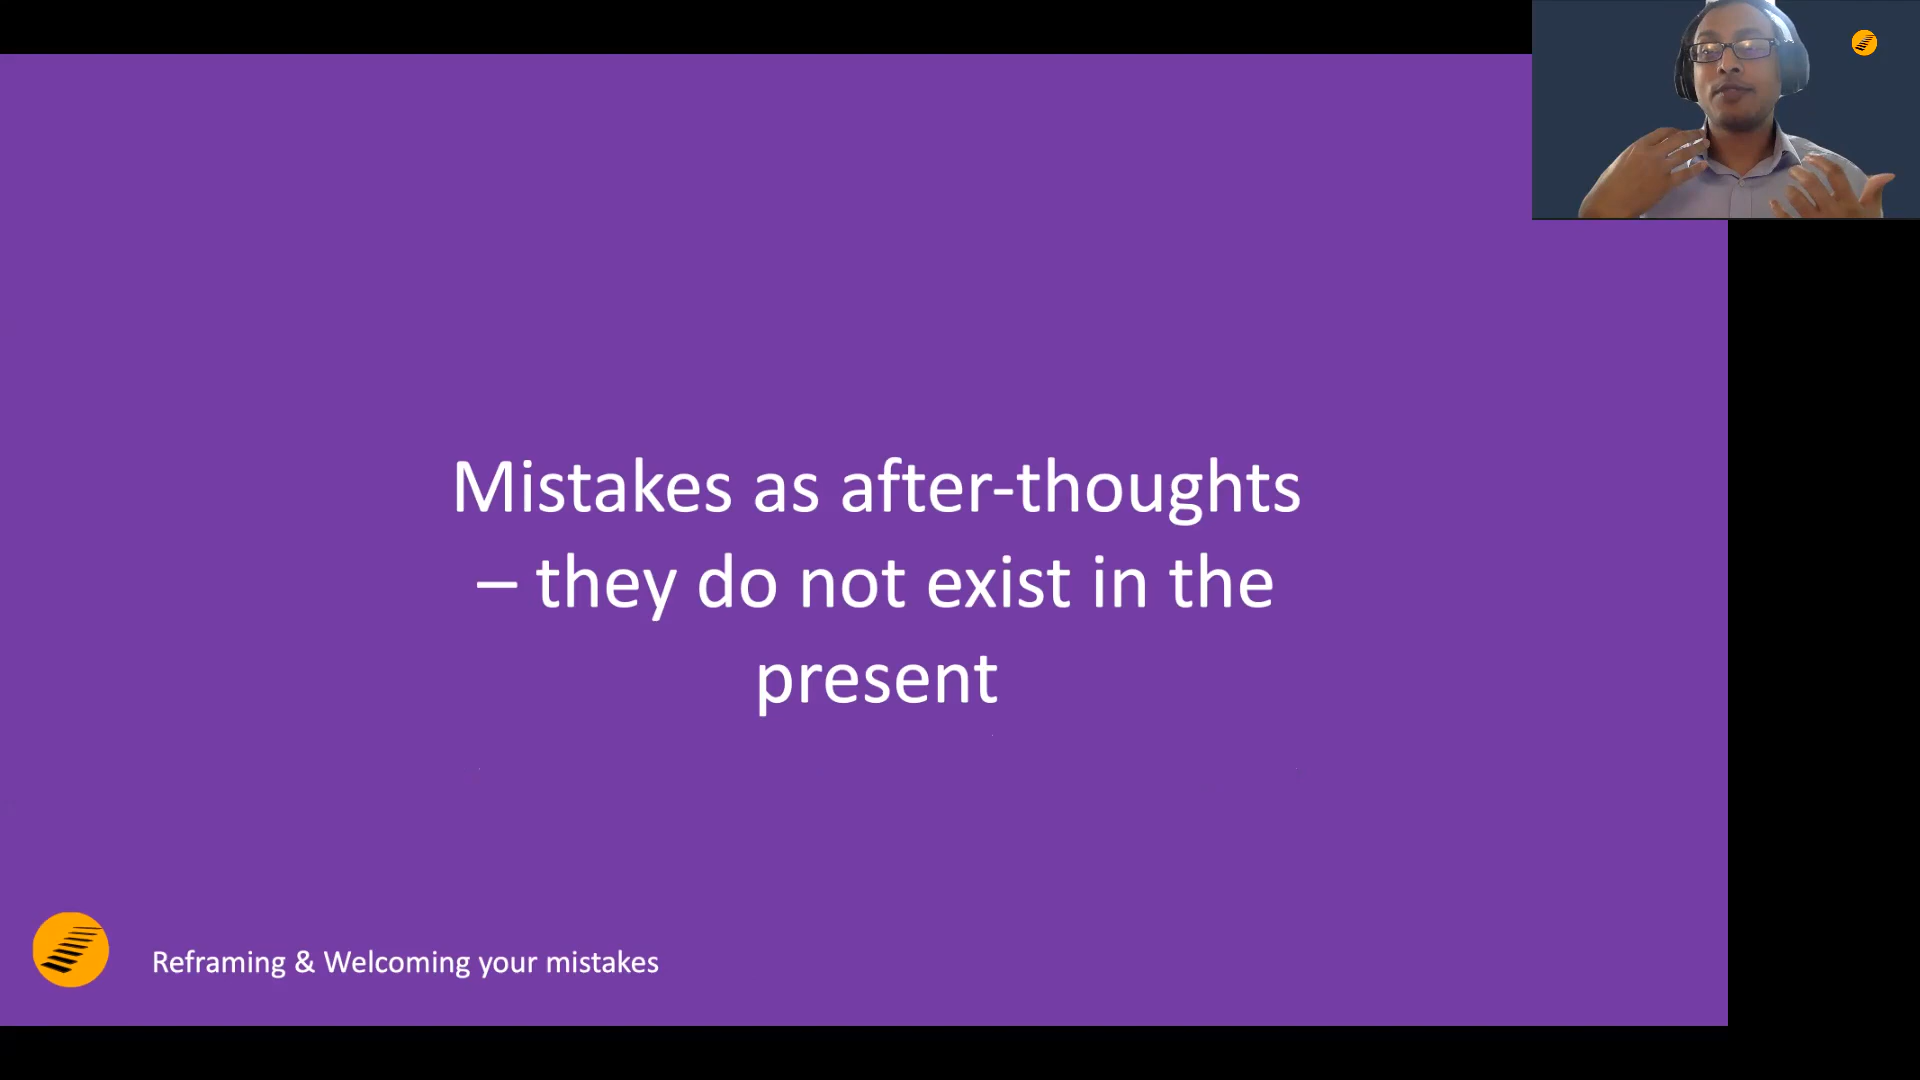 Mistakes as after-thoughts
– they do not exist in the
present
Reframing & Welcoming your mistakes